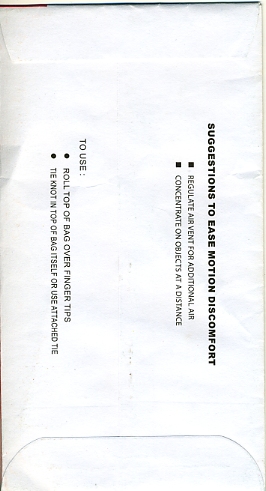 SUGGESTIONS TO EASE MOTION DISCOMFORT
■ REGULATE AIR VENT FOR ADDITIONAL AIR
■ CONCENTRATE ON OBJECTS AT A DISTANCE
TO USE :
● ROLL TOP OF BAG OVER FINGER TIPS
● TIE KNOT IN TOP OF BAG ITSELF OR USE ATTACHED TIE